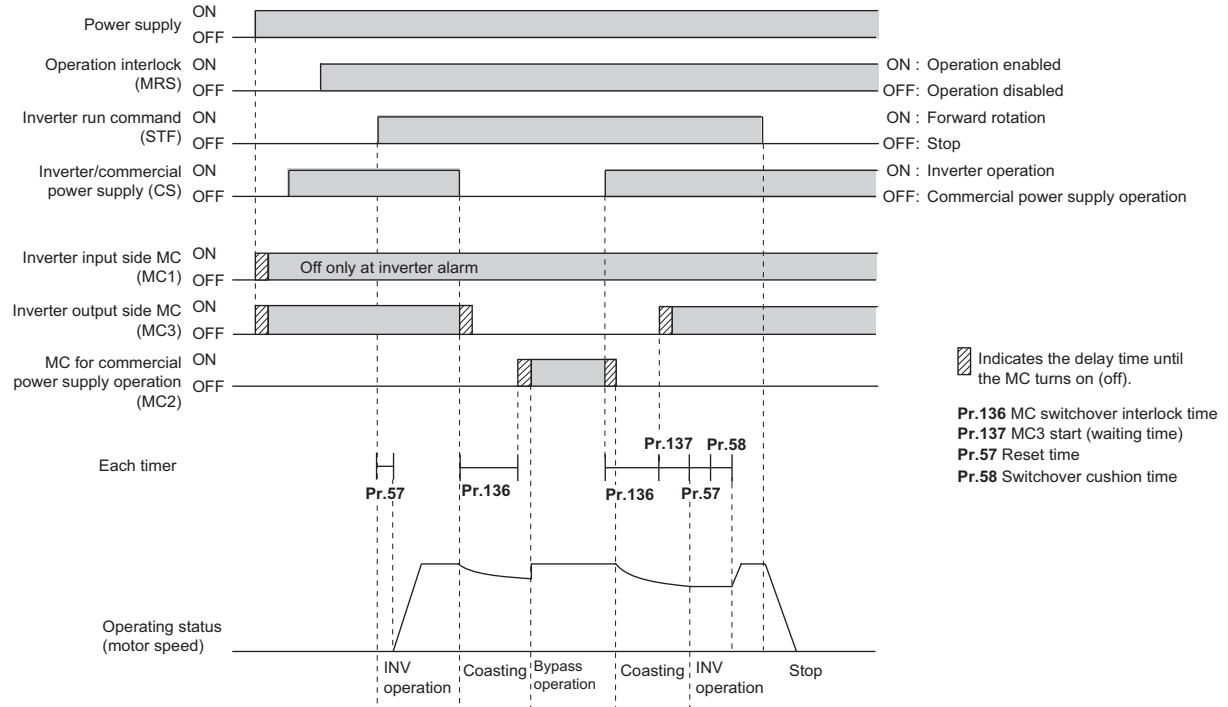 Power supply
ON
OFF
Operation interlock
(MRS)
ON
OFF
ON : Operation enabled
OFF: Operation disabled
Inverter run command
(STF)
ON
OFF
ON : Forward rotation
OFF: Stop
Inverter/commercial
power supply (CS)
ON
OFF
ON : Inverter operation
OFF: Commercial power supply operation
Inverter input side MC
(MC1)
ON
OFF
Off only at inverter alarm
Inverter output side MC
(MC3)
ON
OFF
MC for commercial
power supply operation
(MC2)
ON
OFF
Indicates the delay time until
the MC turns on (off).
Pr.136 MC switchover interlock time
Pr.137 MC3 start (waiting time)
Pr.57 Reset time
Pr.58 Switchover cushion time
Each timer
Pr.57
Pr.136
Pr.137
Pr.58
Pr.136
Pr.57
Operating status
(motor speed)
INV
operation
Coasting
Bypass
operation
Coasting
INV
operation
Stop